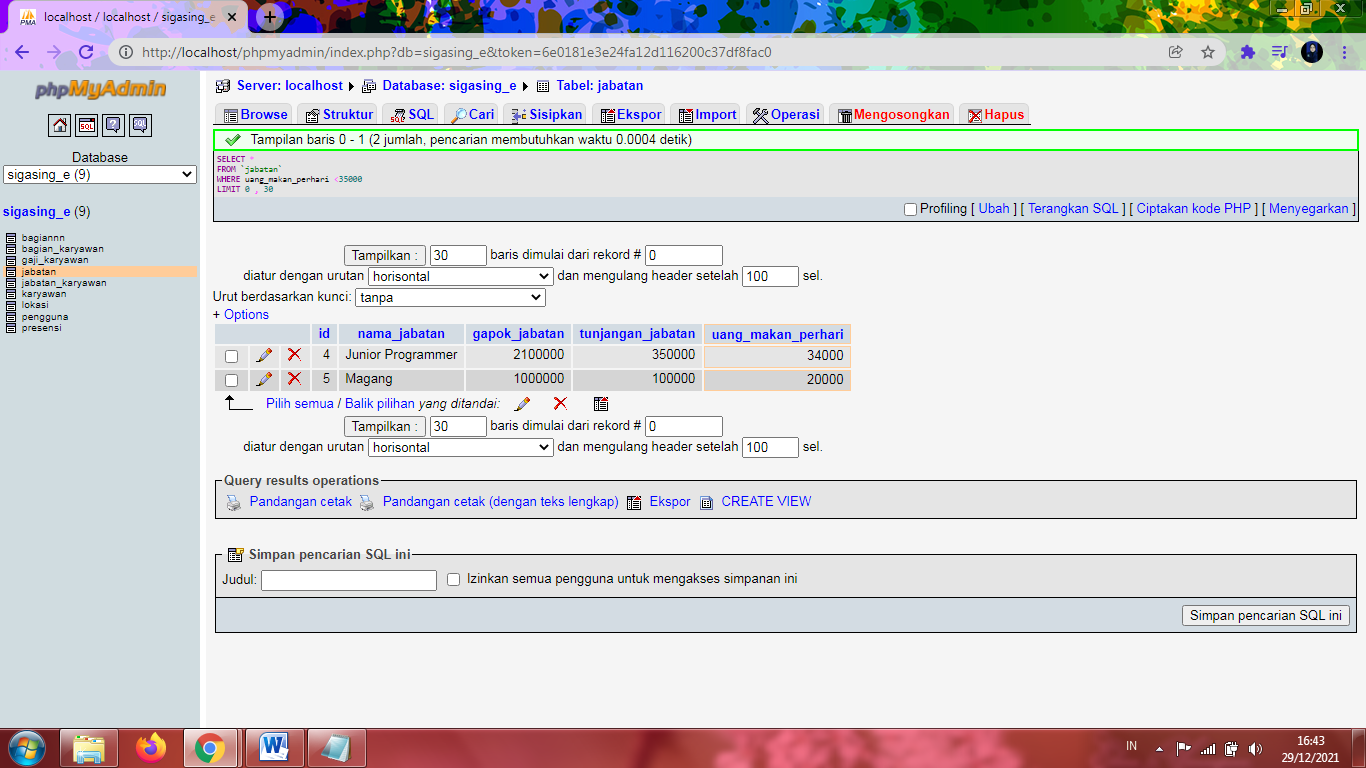 localhost / localhost / sigasing_e
http://localhost/phpmyadmin/index.php?db=sigasing_e&token=6e0181e3e24fa12d116200c37df8fac0
phpMyAdmin
Database
sigasing_e (9)
sigasing_e (9)
bagiannn
bagian_karyawan
gaji_karyawan
jabatan
jabatan_karyawan
karyawan
lokasi
pengguna
presensi
Server: localhost Database: sigasing_e Tabel: jabatan
Browse Struktur SQL Cari Sisipkan Ekspor Import Operasi Mengosongkan Hapus
Tampilan baris 0 - 1 (2 jumlah, pencarian membutuhkan waktu 0.0004 detik)
SELECT *
FROM `jabatan`
WHERE uang_makan_perhari <35000
LIMIT 0 , 30
Profiling [ Ubah ] [ Terangkan SQL ] [ Ciptakan kode PHP ] [ Menyegarkan ]
Tampilkan : 30 baris dimulai dari rekord # 0
diatur dengan urutan horisontal dan mengulang header setelah 100 sel.
Urut berdasarkan kunci: tanpa
+ Options
id nama_jabatan gapok_jabatan tunjangan_jabatan uang_makan_perhari
4 Junior Programmer 2100000 350000 34000
5 Magang 1000000 100000 20000
Pilih semua / Balik pilihan yang ditandai:
Tampilkan : 30 baris dimulai dari rekord # 0
diatur dengan urutan horisontal dan mengulang header setelah 100 sel.
Query results operations
Pandangan cetak Pandangan cetak (dengan teks lengkap) Ekspor CREATE VIEW
Simpan pencarian SQL ini
Judul: Izinkan semua pengguna untuk mengakses simpanan ini
Simpan pencarian SQL ini
IN
16:43
29/12/2021